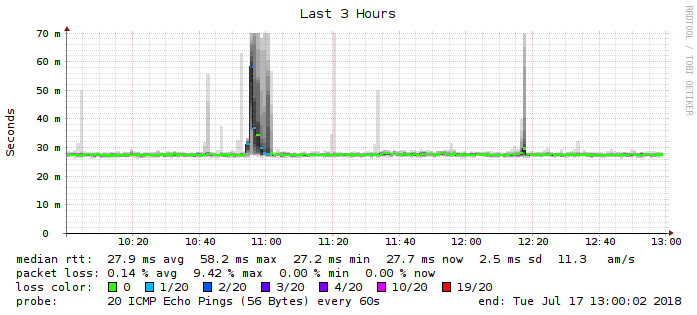 Last 3 Hours
RRDTOOL / TOBI OETIKER
Seconds
70 m
60 m
50 m
40 m
30 m
20 m
10 m
0
10:20 10:40 11:00 11:20 11:40 12:00 12:20 12:40 13:00
median rtt: 27.9 ms avg 58.2 ms max 27.2 ms min 27.7 ms now 2.5 ms sd 11.3 am/s
packet loss: 0.14 % avg 9.42 % max 0.00 % min 0.00 % now
loss color: 0 1/20 2/20 3/20 4/20 10/20 19/20
probe: 20 ICMP Echo Pings (56 Bytes) every 60s end: Tue Jul 17 13:00:02 2018